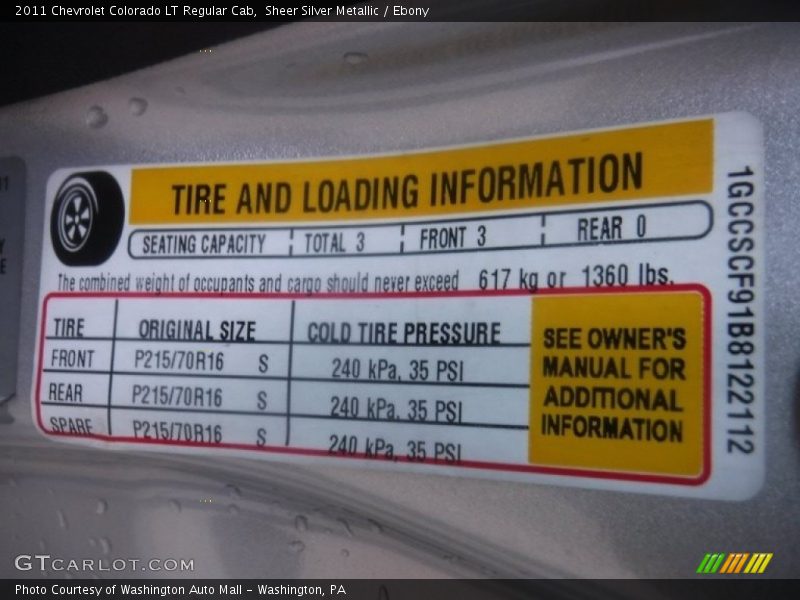 2011 Chevrolet Colorado LT Regular Cab, Sheer Silver Metallic / Ebony
TIRE AND LOADING INFORMATION
SEATING CAPACITY TOTAL 3 FRONT 3 REAR 0
The combined weight of occupants and cargo should never exceed 617 kg or 1360 lbs.
TIRE ORIGINAL SIZE COLD TIRE PRESSURE
FRONT P215/70R16 S 240 kPa, 35 PSI
REAR P215/70R16 S 240 kPa, 35 PSI
SPARE P215/70R16 S 240 kPa, 35 PSI
SEE OWNER'S
MANUAL FOR
ADDITIONAL
INFORMATION
1GCCSCF91B8122112
GTCARLOT.COM
Photo Courtesy of Washington Auto Mall - Washington, PA